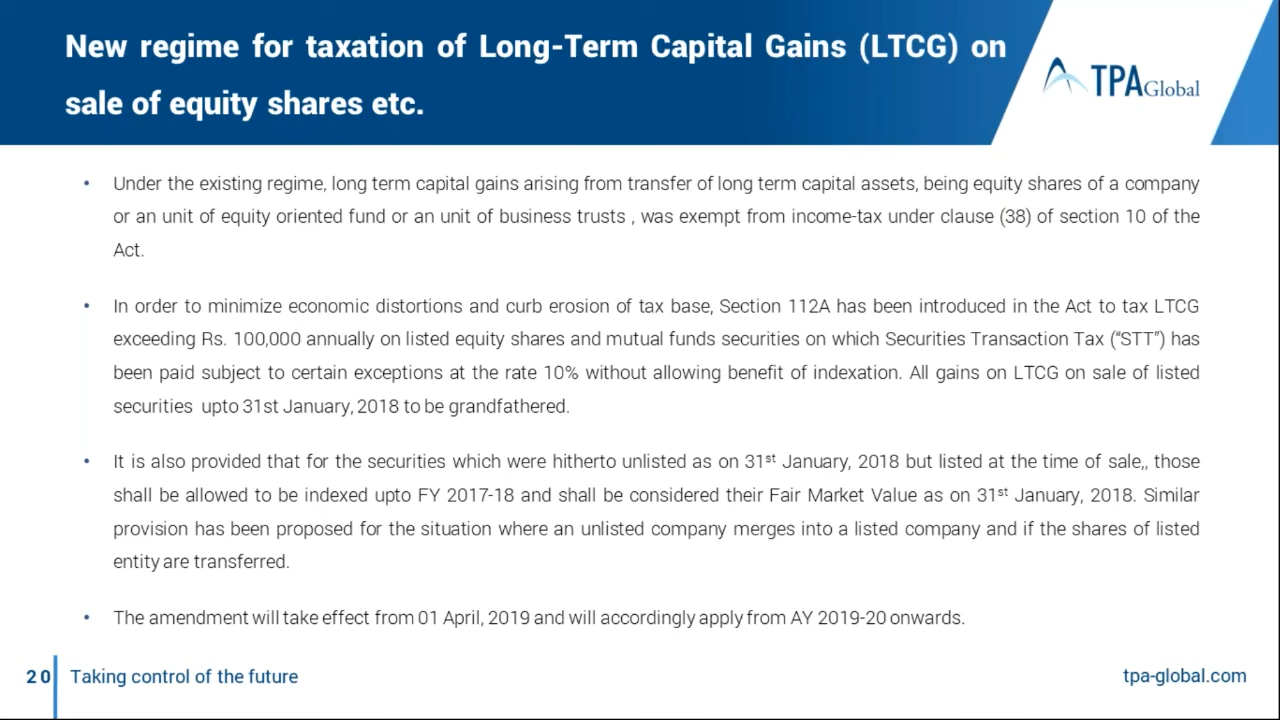 New regime for taxation of Long-Term Capital Gains (LTCG) on
sale of equity shares etc.
TPA Global
• Under the existing regime, long term capital gains arising from transfer of long term capital assets, being equity shares of a company
or an unit of equity oriented fund or an unit of business trusts , was exempt from income-tax under clause (38) of section 10 of the
Act.
• In order to minimize economic distortions and curb erosion of tax base, Section 112A has been introduced in the Act to tax LTCG
exceeding Rs. 100,000 annually on listed equity shares and mutual funds securities on which Securities Transaction Tax (“STT”) has
been paid subject to certain exceptions at the rate 10% without allowing benefit of indexation. All gains on LTCG on sale of listed
securities upto 31st January, 2018 to be grandfathered.
• It is also provided that for the securities which were hitherto unlisted as on 31st January, 2018 but listed at the time of sale,, those
shall be allowed to be indexed upto FY 2017-18 and shall be considered their Fair Market Value as on 31st January, 2018. Similar
provision has been proposed for the situation where an unlisted company merges into a listed company and if the shares of listed
entity are transferred.
• The amendment will take effect from 01 April, 2019 and will accordingly apply from AY 2019-20 onwards.
20 Taking control of the future
tpa-global.com